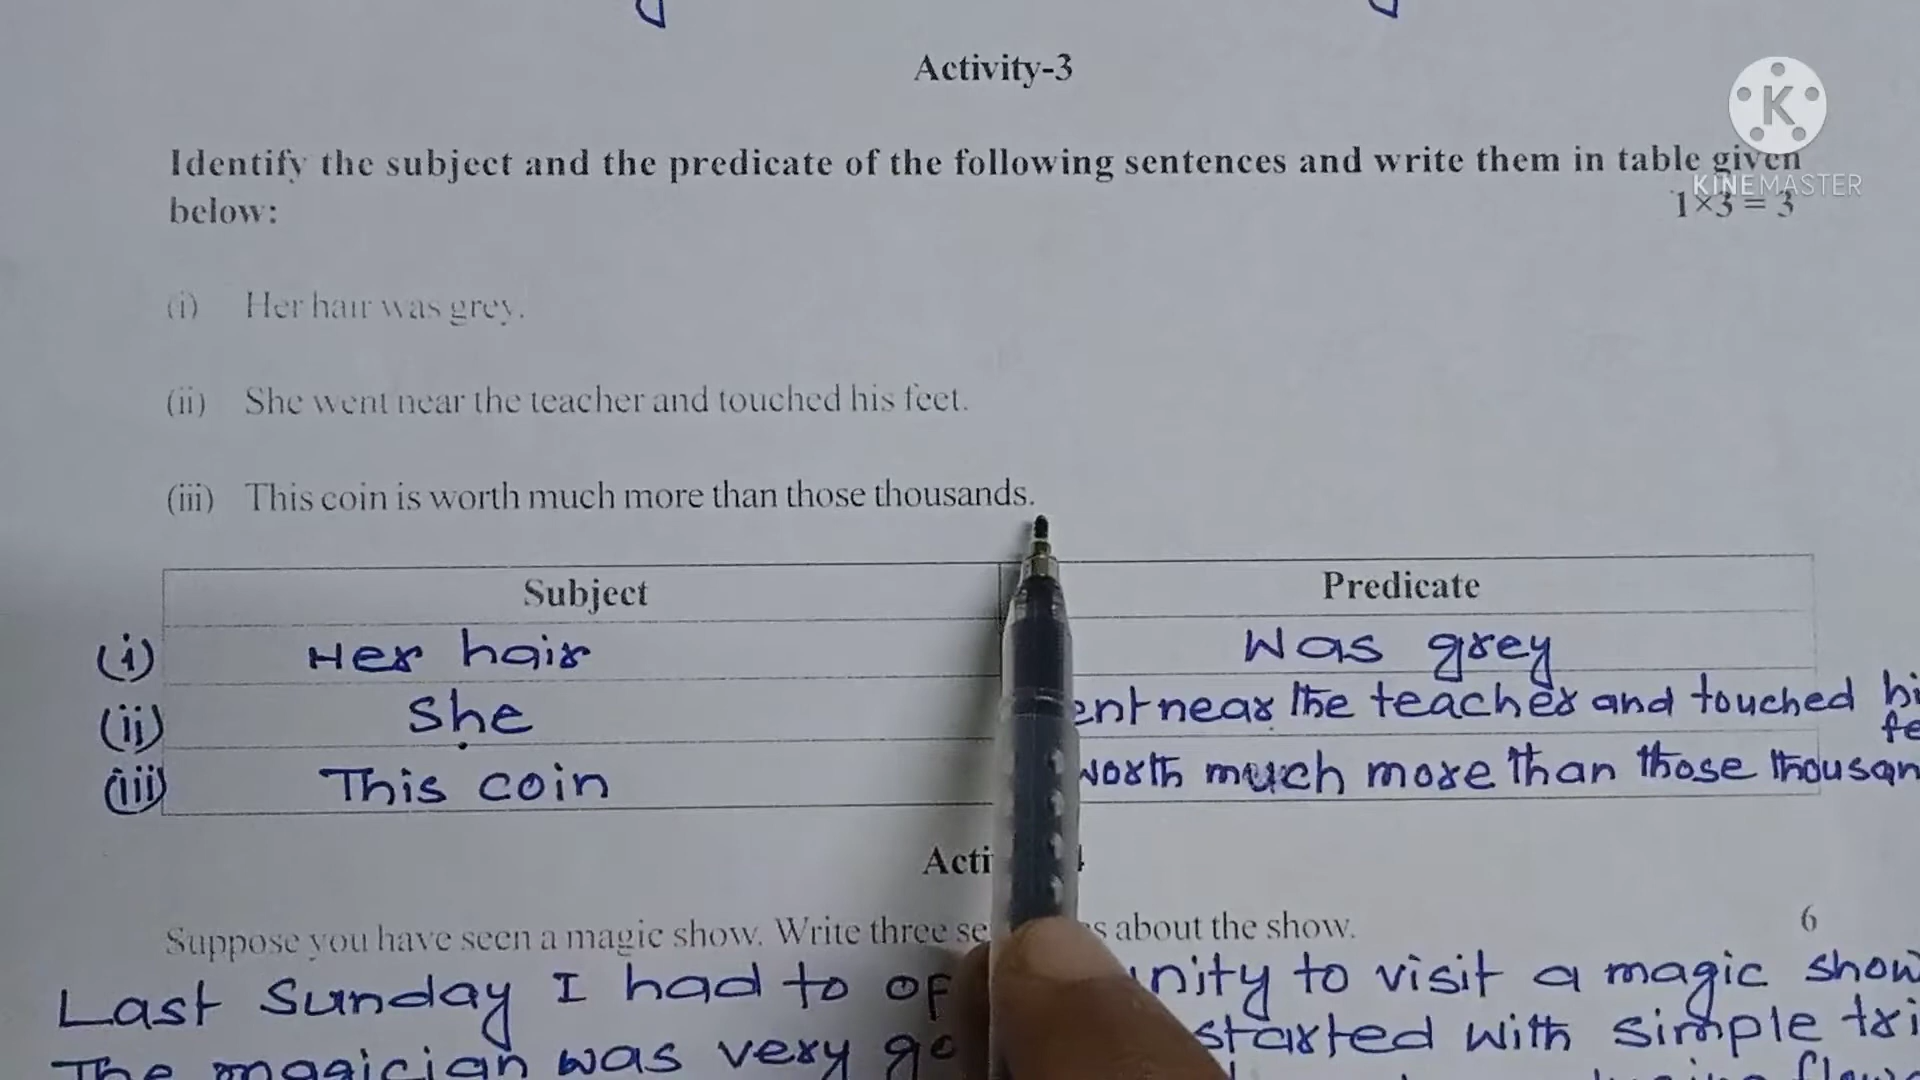 Activity-3
K
KINEMASTER
Identify the subject and the predicate of the following sentences and write them in table given
below:
1×3 = 3
(i) Her hair was grey.
(ii) She went near the teacher and touched his feet.
(iii) This coin is worth much more than those thousands.
Subject Predicate
(i) Her hair Was grey
(ii) She near the teacher and touched
(iii) This coin worth much more than those
Suppose you have seen a magic show. Write three about the show. 6
Last Sunday I had to to visit a magic show
The magician was very started with simple